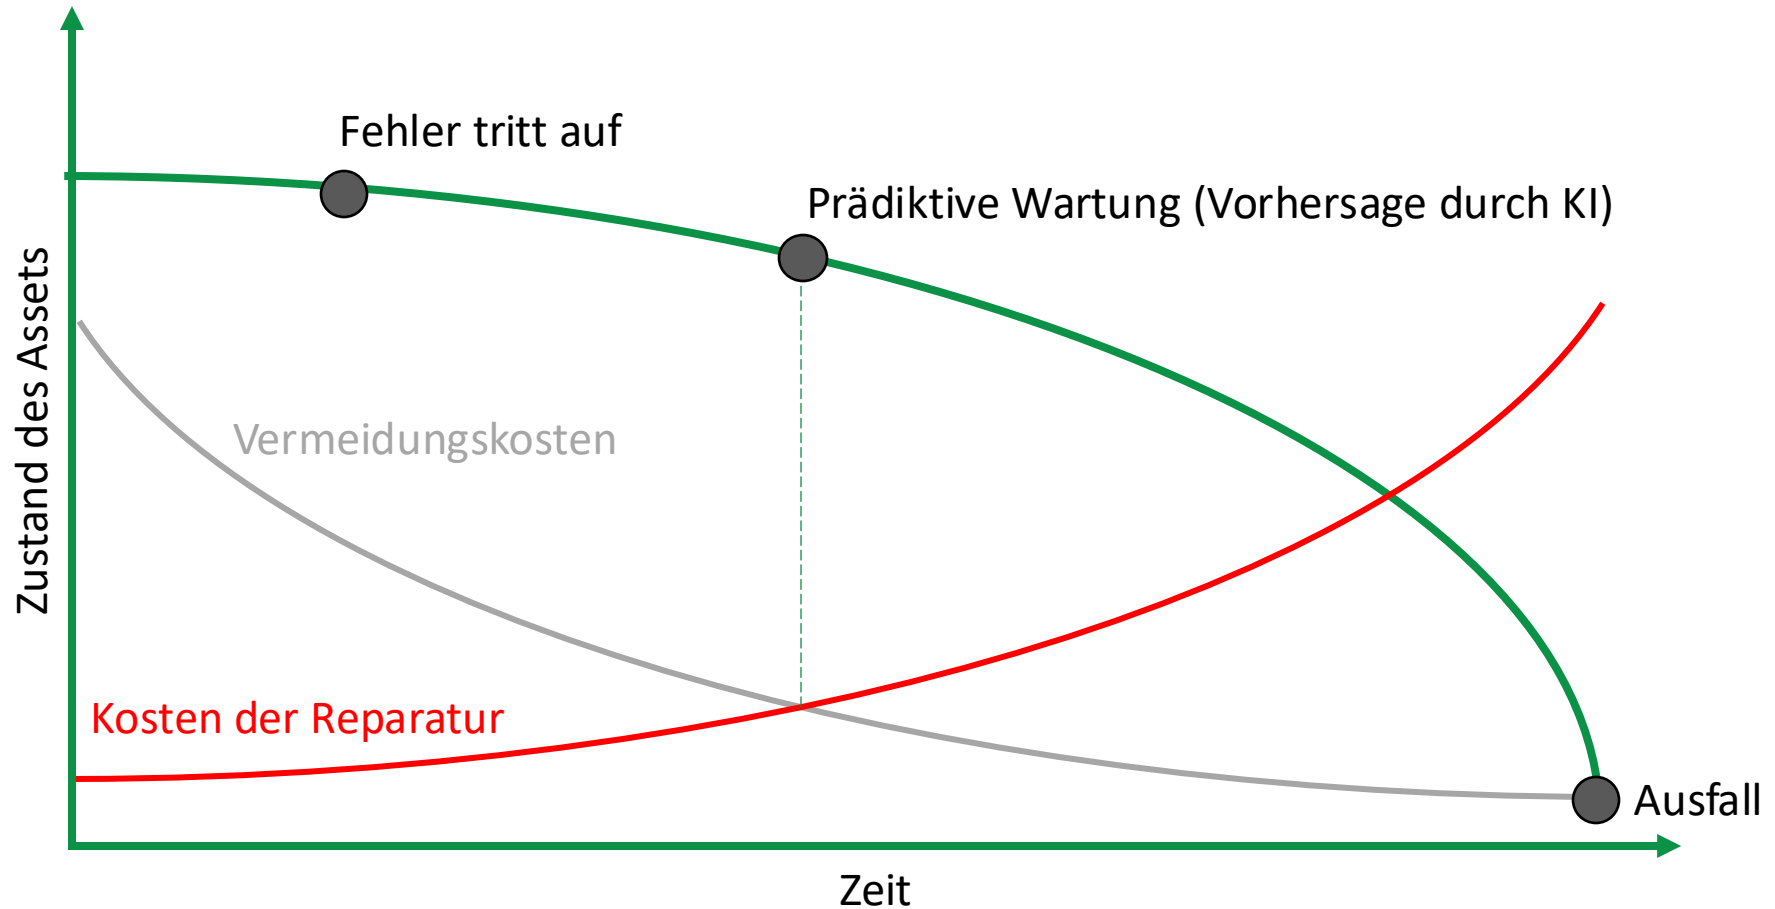 Fehler tritt auf
Prädiktive Wartung (Vorhersage durch KI)
Zustand des Assets
Vermeidungskosten
Kosten der Reparatur
Ausfall
Zeit